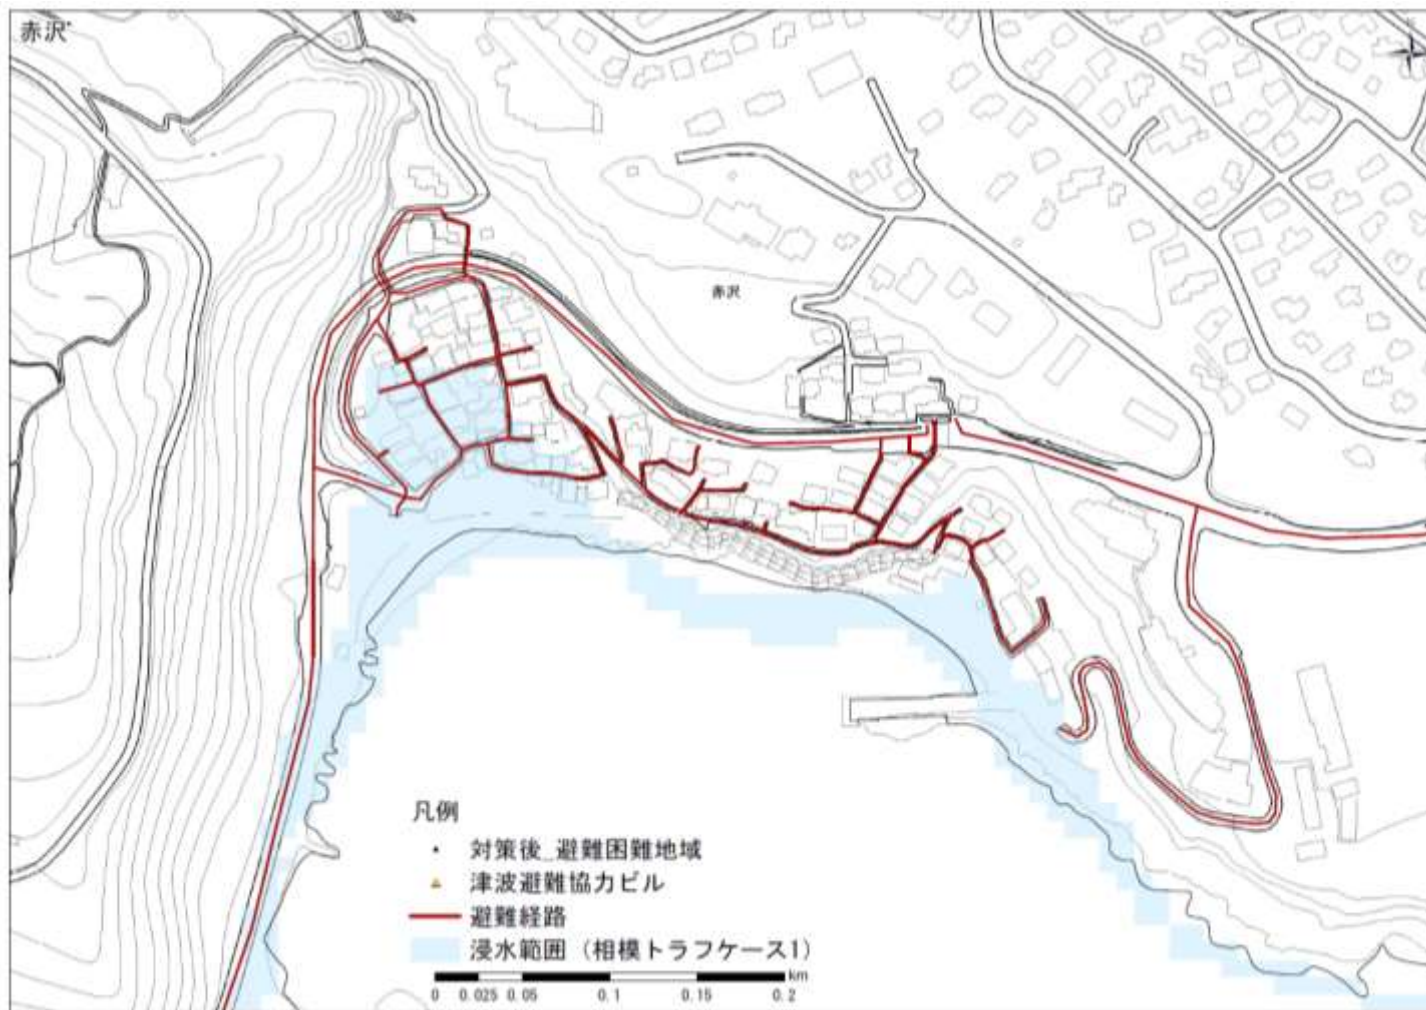 赤沢
赤沢
凡例
対策後_避難困難地域
津波避難協力ビル
避難経路
浸水範囲（相模トラフケース1）
km
0 0.025 0.05 0.1 0.15 0.2